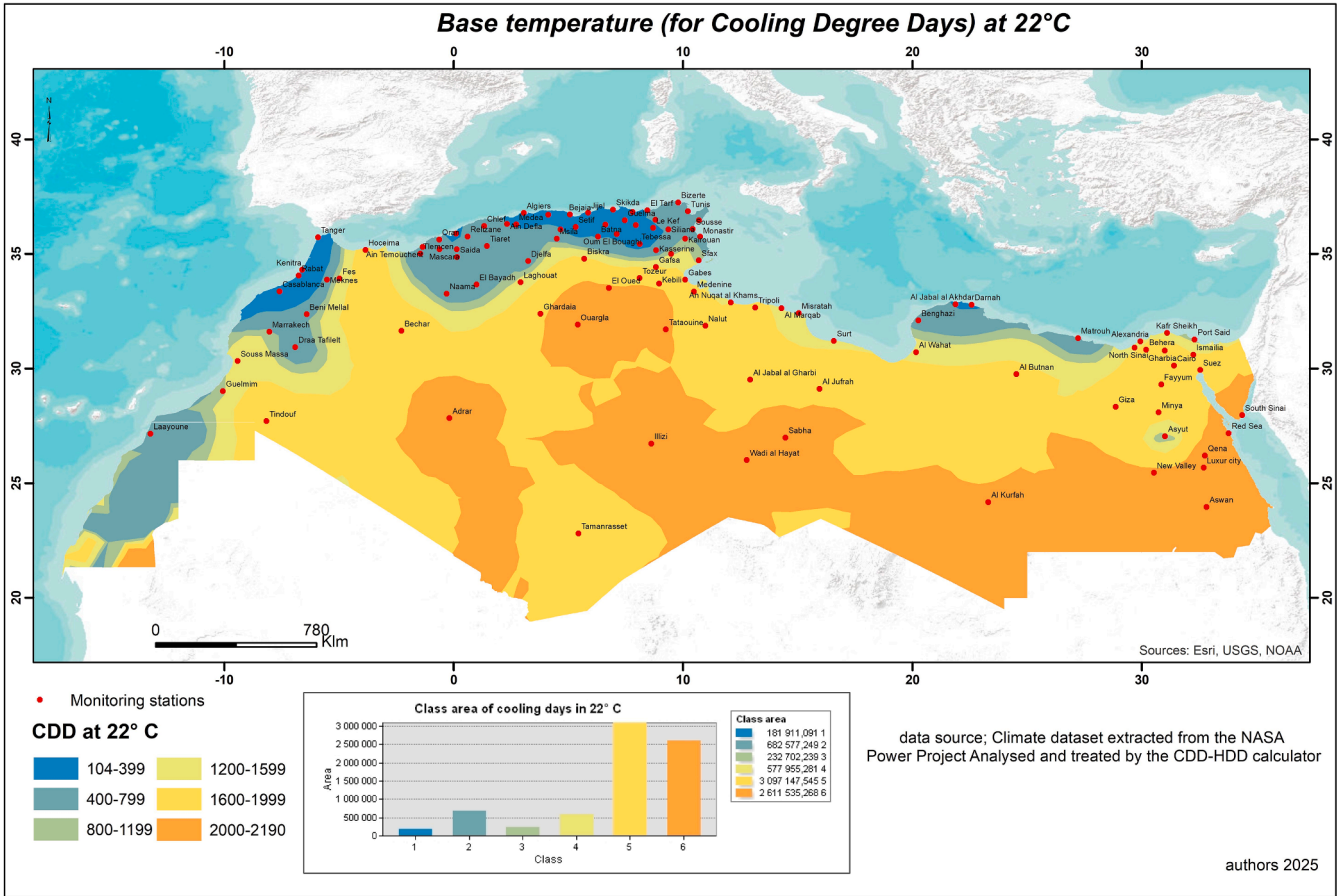 Base temperature (for Cooling Degree Days) at 22°C
-10
0
10
20
30
N
40
35
30
25
20
40
35
30
25
20
Tanger
Hoceima
Kenitra
Rabat
Casablanca
Fes
Meknes
Beni Mellal
Marrakech
Draa Tafilelt
Souss Massa
Guelmim
Laayoune
Tindouf
Ain Temouchent
Tlemcen
Oran
Mascara
Saida
Relizane
Chlef
Tiaret
Algiers
Medea
Ain Defla
Bejaia
Jijel
Skikda
El Tarf
Guelma
Setif
Batna
Msila
Oum El Bouaghi
Tebessa
Biskra
Djelfa
Laghouat
El Bayadh
Naama
Bechar
Ghardaia
Ouargla
El Oued
Adrar
Illizi
Tamanrasset
Bizerte
Tunis
Sousse
Le Kef
Siliana
Monastir
Kairouan
Kasserine
Sfax
Gafsa
Tozeur
Kebili
Gabes
Medenine
Tataouine
An Nuqat al Khams
Tripoli
Nalut
Al Marqab
Misratah
Surt
Al Jabal al Gharbi
Al Jufrah
Sabha
Wadi al Hayat
Al Kurfah
Al Jabal al Akhdar
Darnah
Benghazi
Al Wahat
Al Butnan
Matrouh
Alexandria
Kafr Sheikh
Port Said
North Sinai
Behera
Gharbia
Cairo
Ismailia
Suez
Fayyum
Giza
Minya
Asyut
South Sinai
Red Sea
Qena
Luxur city
New Valley
Aswan
0
780
Klm
Sources: Esri, USGS, NOAA
-10
0
10
20
30
Monitoring stations
CDD at 22° C
104-399
400-799
800-1199
1200-1599
1600-1999
2000-2190
Class area of cooling days in 22° C
3 000 000
2 500 000
2 000 000
1 500 000
1 000 000
500 000
0
Area
1
2
3
4
5
6
Class
Class area
181 911,091 1
682 577,249 2
232 702,239 3
577 955,281 4
3 097 147,545 5
2 611 535,268 6
data source; Climate dataset extracted from the NASA
Power Project Analysed and treated by the CDD-HDD calculator
authors 2025